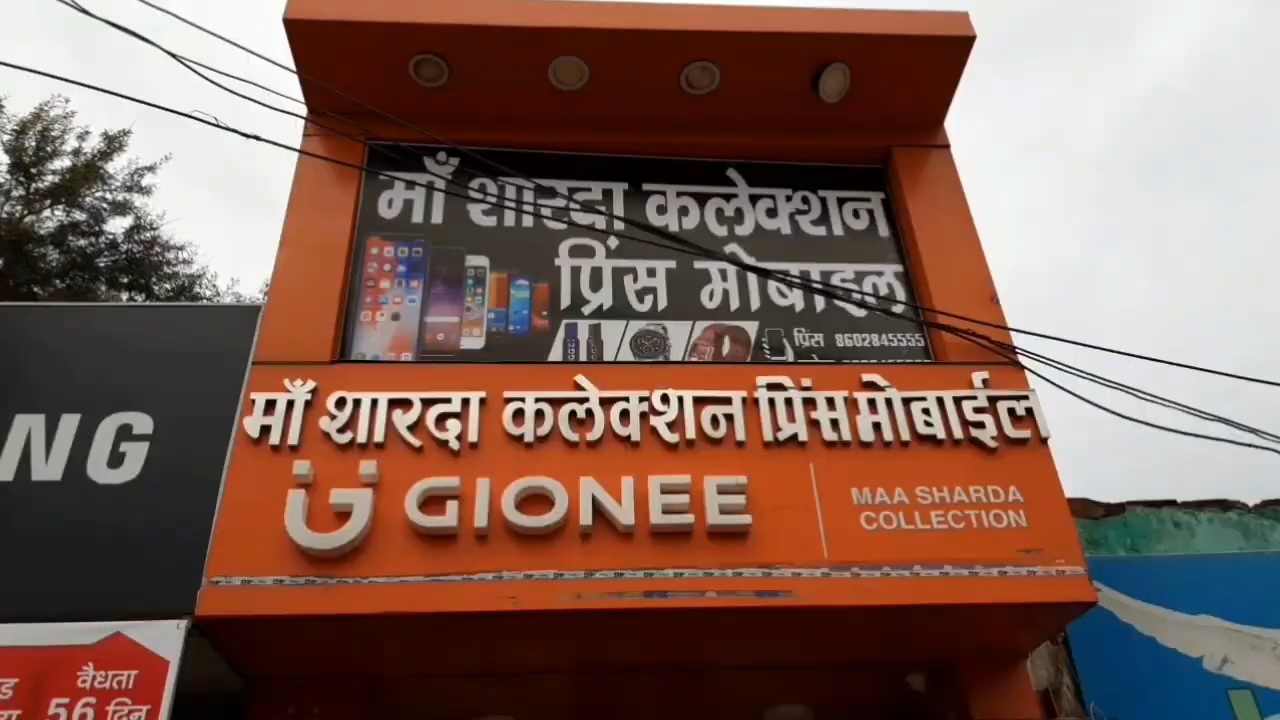 माँ शारदा कलेक्शन
प्रिंस मोबाइल
प्रिंस 8602845555
माँ शारदा कलेक्शन प्रिंस मोबाईल
GIONEE
MAA SHARDA
COLLECTION
NG
वैधता
56 दिन